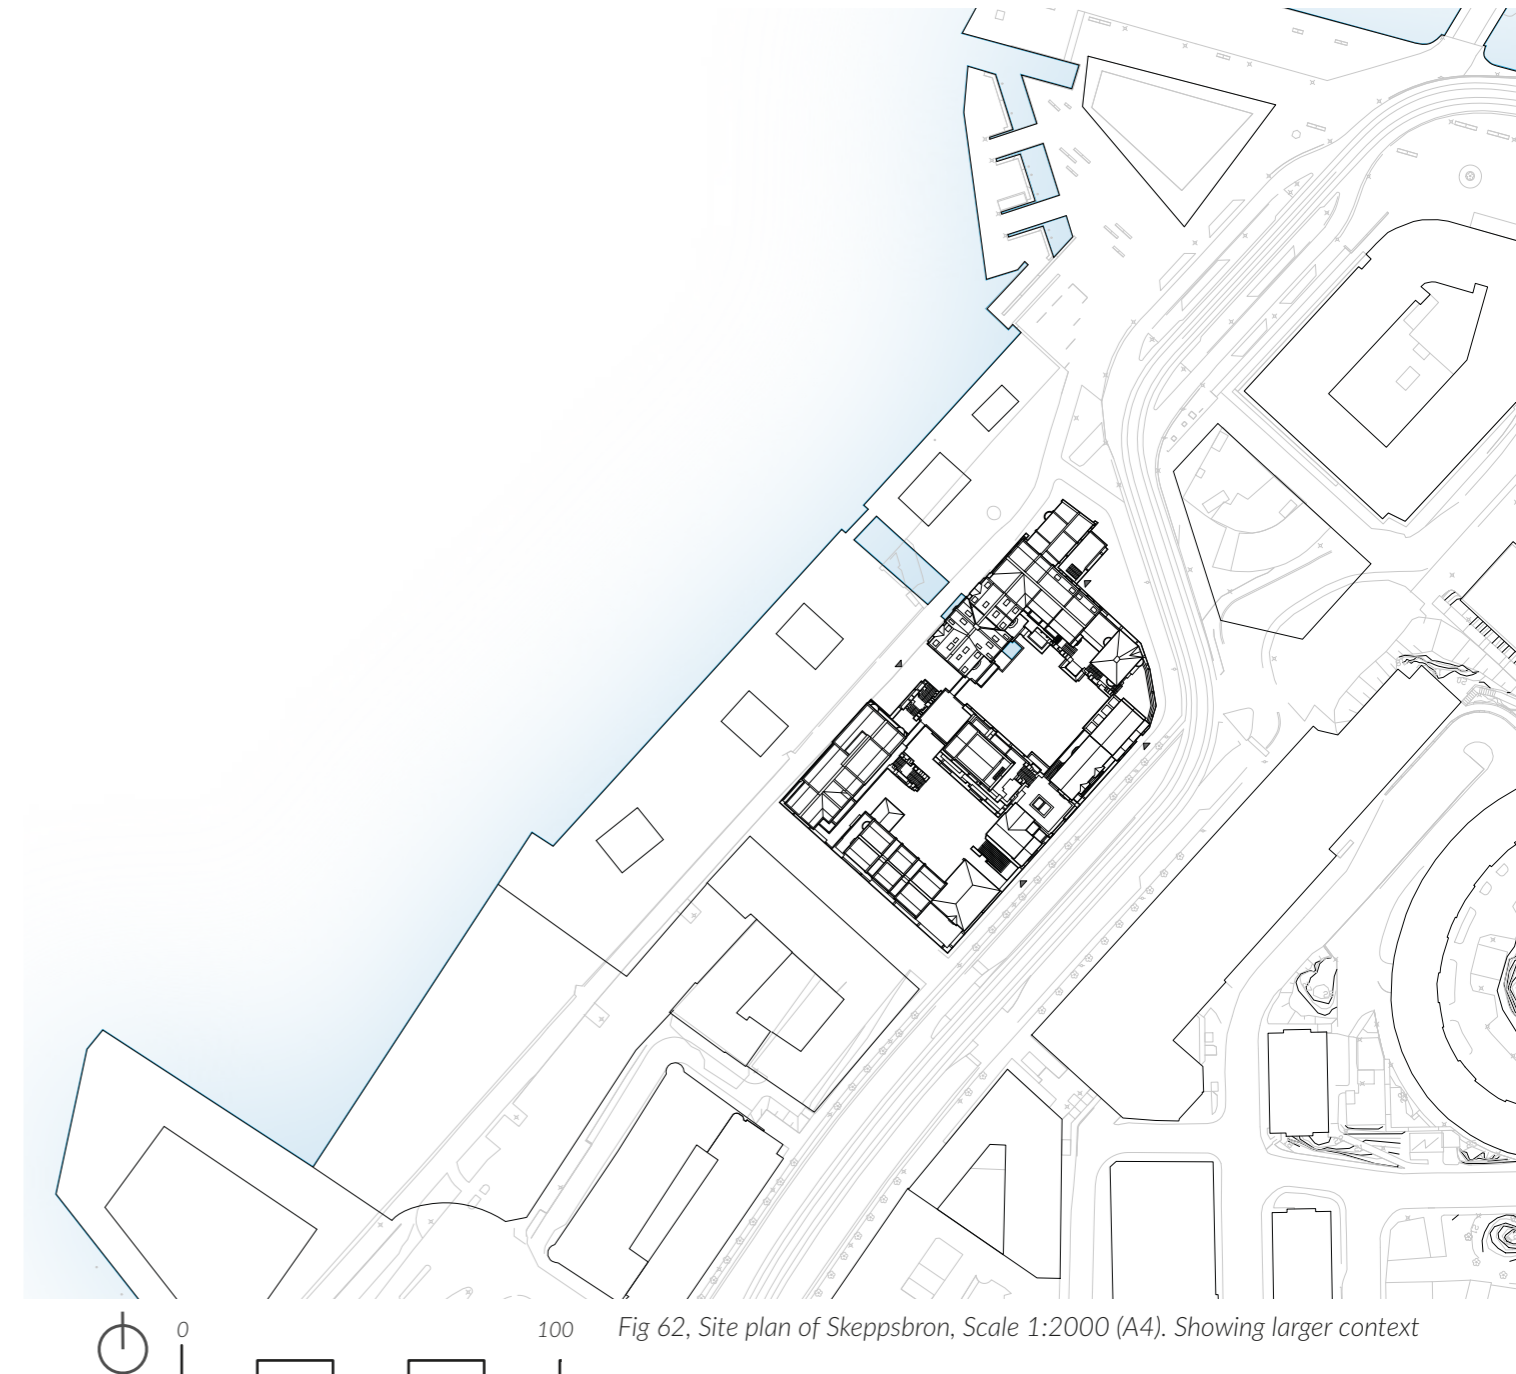 0
100
Fig 62, Site plan of Skeppsbron, Scale 1:2000 (A4). Showing larger context